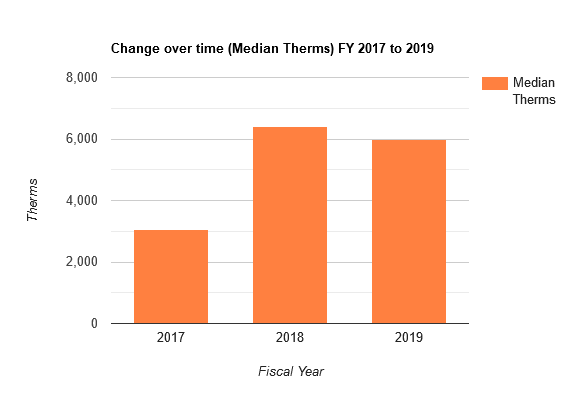 Change over time (Median Therms) FY 2017 to 2019
8,000
6,000
4,000
2,000
0
Therms
2017
2018
2019
Fiscal Year
Median
Therms